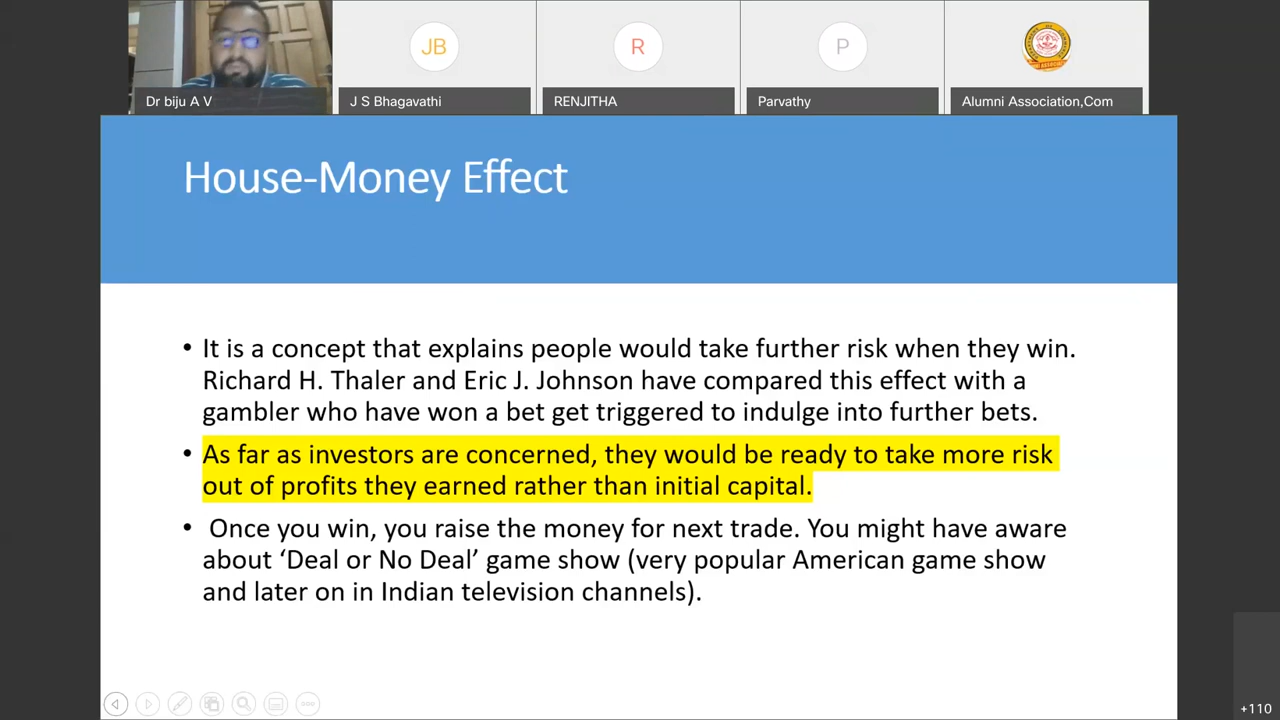 JB
R
P
Dr biju A V
J S Bhagavathi
RENJITHA
Parvathy
Alumni Association,Com
House-Money Effect
• It is a concept that explains people would take further risk when they win.
Richard H. Thaler and Eric J. Johnson have compared this effect with a
gambler who have won a bet get triggered to indulge into further bets.
• As far as investors are concerned, they would be ready to take more risk
out of profits they earned rather than initial capital.
• Once you win, you raise the money for next trade. You might have aware
about ‘Deal or No Deal’ game show (very popular American game show
and later on in Indian television channels).
+110